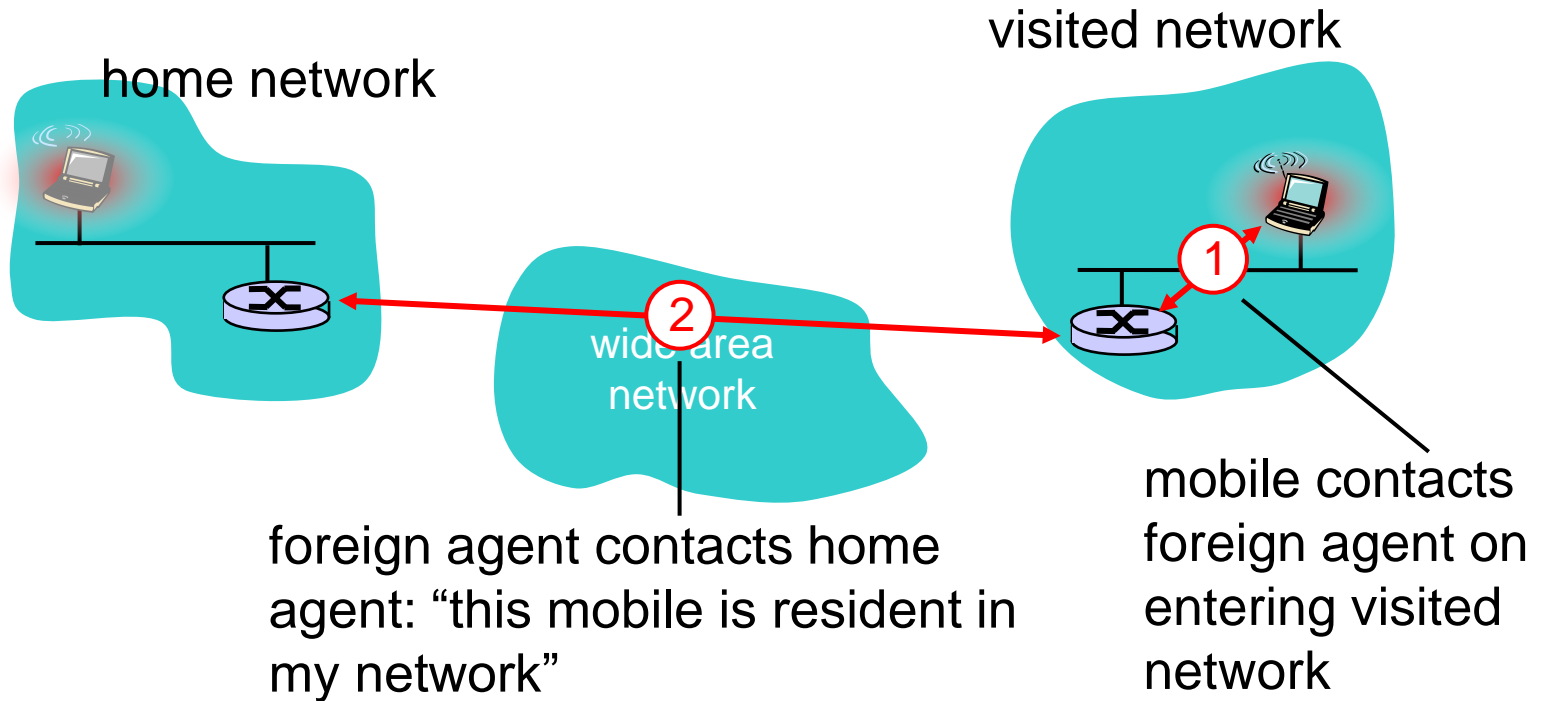 visited network
home network
1
2
wide area
network
mobile contacts
foreign agent on
entering visited
network
foreign agent contacts home
agent: “this mobile is resident in
my network”